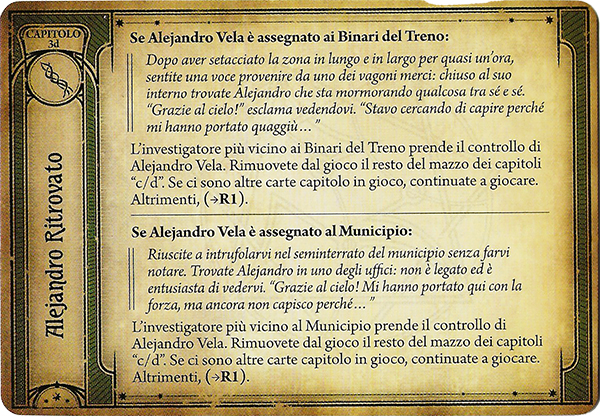 CAPITOLO
3d
Alejandro Ritrovato
Se Alejandro Vela è assegnato ai Binari del Treno:
Dopo aver setacciato la zona in lungo e in largo per quasi un’ora,
sentite una voce provenire da uno dei vagoni merci: chiuso al suo
interno trovate Alejandro che sta mormorando qualcosa tra sé e sé.
“Grazie al cielo!” esclama vedendovi. “Stavo cercando di capire perché
mi hanno portato quaggiù…”
L’investigatore più vicino ai Binari del Treno prende il controllo di
Alejandro Vela. Rimuovete dal gioco il resto del mazzo dei capitoli
“c/d”. Se ci sono altre carte capitolo in gioco, continuate a giocare.
Altrimenti, (→R1).
Se Alejandro Vela è assegnato al Municipio:
Riuscite a intrufolarvi nel seminterrato del municipio senza farvi
notare. Trovate Alejandro in uno degli uffici: non è legato ed è
entusiasta di vedervi. “Grazie al cielo! Mi hanno portato qui con la
forza, ma ancora non capisco perché…”
L’investigatore più vicino al Municipio prende il controllo di
Alejandro Vela. Rimuovete dal gioco il resto del mazzo dei capitoli
“c/d”. Se ci sono altre carte capitolo in gioco, continuate a giocare.
Altrimenti, (→R1).